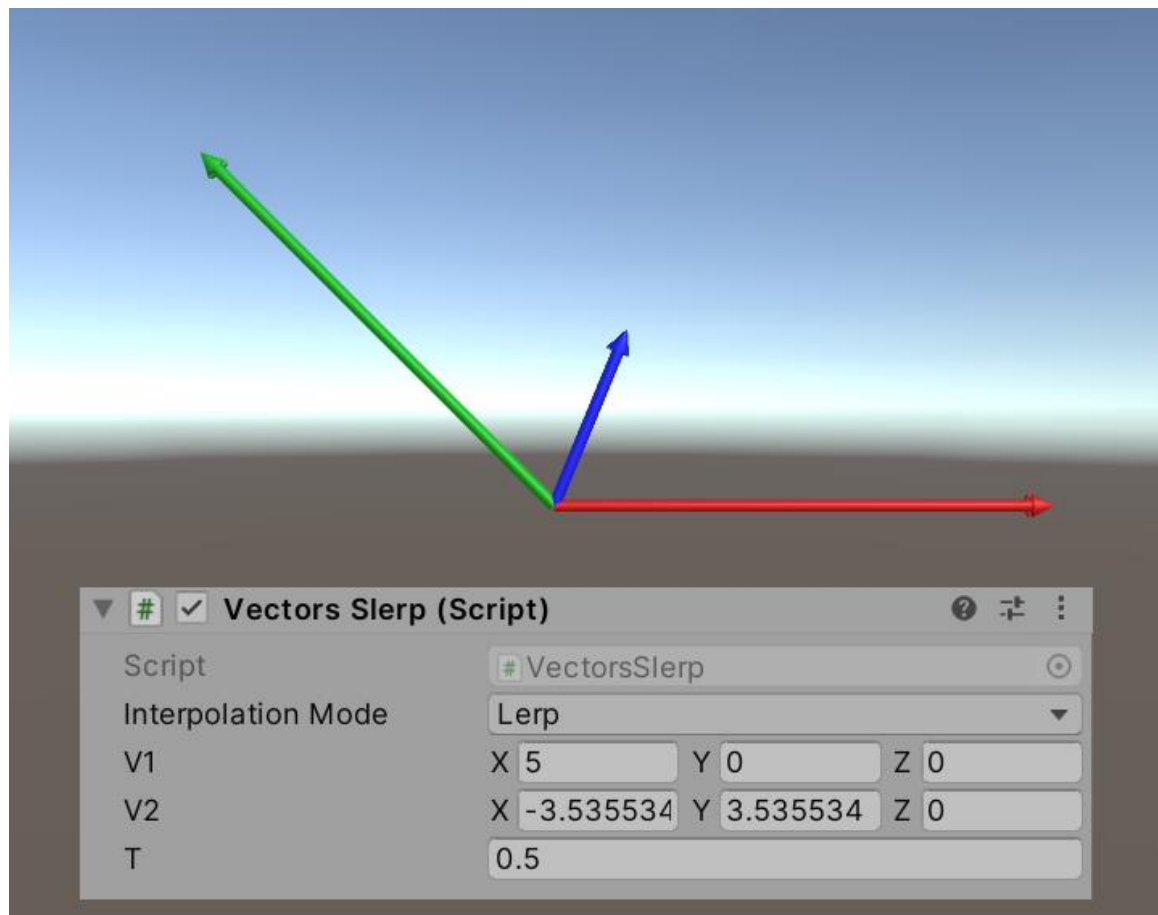 # Vectors Slerp (Script)
Script # VectorsSlerp
Interpolation Mode Lerp
V1 X 5 Y 0 Z 0
V2 X -3.535534 Y 3.535534 Z 0
T 0.5